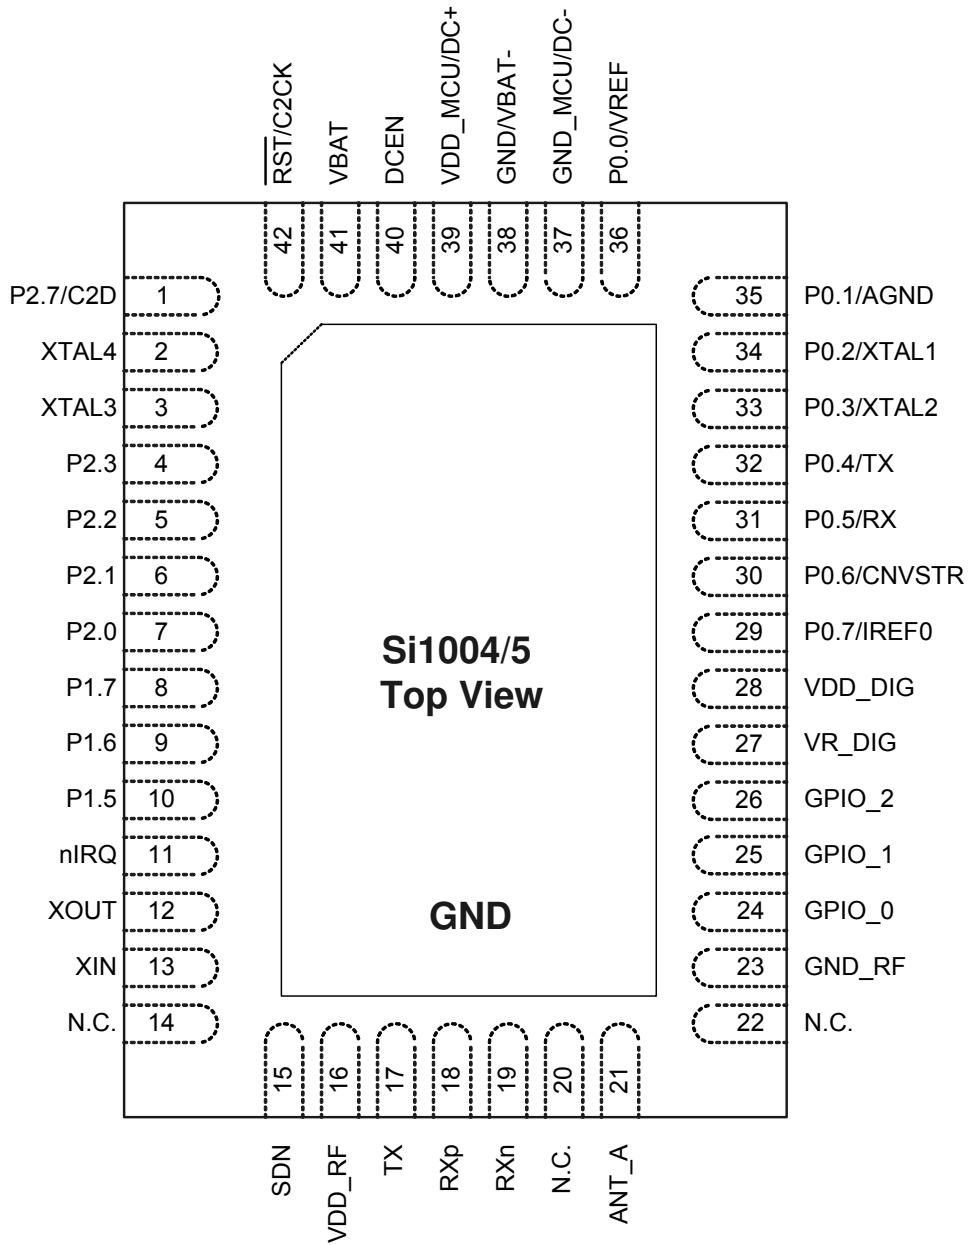 R̅S̅T̅/C2CK
VBAT
DCEN
VDD_MCU/DC+
GND/VBAT-
GND_MCU/DC-
P0.0/VREF
42
41
40
39
38
37
36
P2.7/C2D 1
XTAL4 2
XTAL3 3
P2.3 4
P2.2 5
P2.1 6
P2.0 7
P1.7 8
P1.6 9
P1.5 10
nIRQ 11
XOUT 12
XIN 13
N.C. 14
35 P0.1/AGND
34 P0.2/XTAL1
33 P0.3/XTAL2
32 P0.4/TX
31 P0.5/RX
30 P0.6/CNVSTR
29 P0.7/IREF0
28 VDD_DIG
27 VR_DIG
26 GPIO_2
25 GPIO_1
24 GPIO_0
23 GND_RF
22 N.C.
Si1004/5
Top View
GND
15
16
17
18
19
20
21
SDN
VDD_RF
TX
RXp
RXn
N.C.
ANT_A